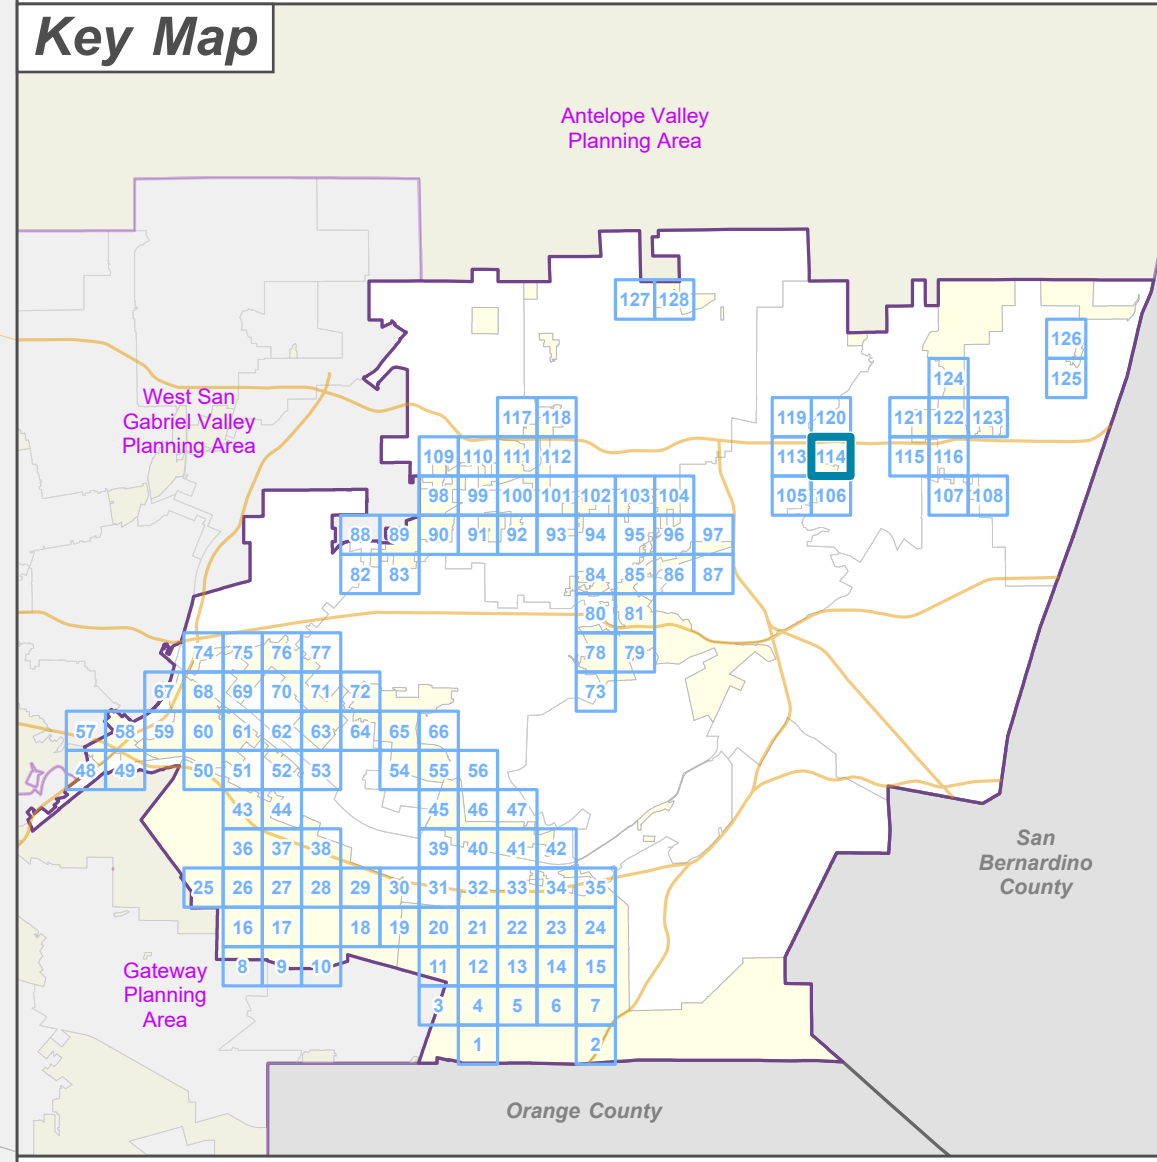 Key Map
Antelope Valley
Planning Area
127 128
126
124 125
West San
Gabriel Valley
Planning Area
117 118 119 120 121 122 123
109 110 111 112 113 114 115 116
98 99 100 101 102 103 104 105 106 107 108
88 89 90 91 92 93 94 95 96 97
82 83 84 85 86 87
80 81
74 75 76 77 78 79
67 68 69 70 71 72 73
57 58 59 60 61 62 63 64 65 66
48 49 50 51 52 53 54 55 56
43 44 45 46 47
36 37 38 39 40 41 42
San
Bernardino
County
25 26 27 28 29 30 31 32 33 34 35
16 17 18 19 20 21 22 23 24
8 9 10 11 12 13 14 15
Gateway
Planning
Area
3 4 5 6 7
1 2
Orange County